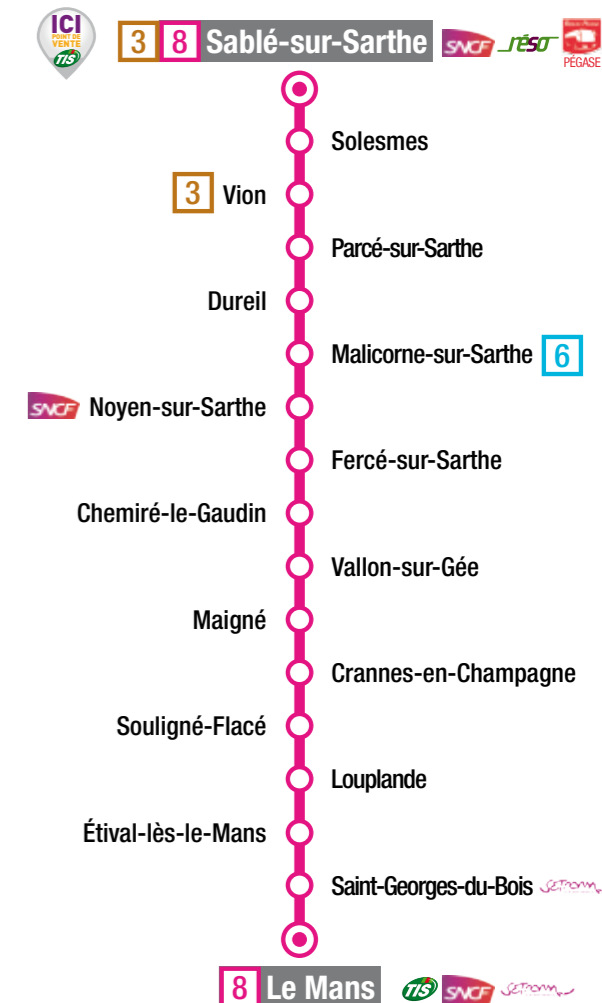 ICI
POINT DE
VENTE
TIS
3 8 Sablé-sur-Sarthe SNCF réso
PÉGASE
Solesmes
3 Vion
Parcé-sur-Sarthe
Dureil
Malicorne-sur-Sarthe 6
SNCF Noyen-sur-Sarthe
Fercé-sur-Sarthe
Chemiré-le-Gaudin
Vallon-sur-Gée
Maigné
Crannes-en-Champagne
Souligné-Flacé
Louplande
Étival-lès-le-Mans
Saint-Georges-du-Bois Setram
8 Le Mans TIS SNCF Setram